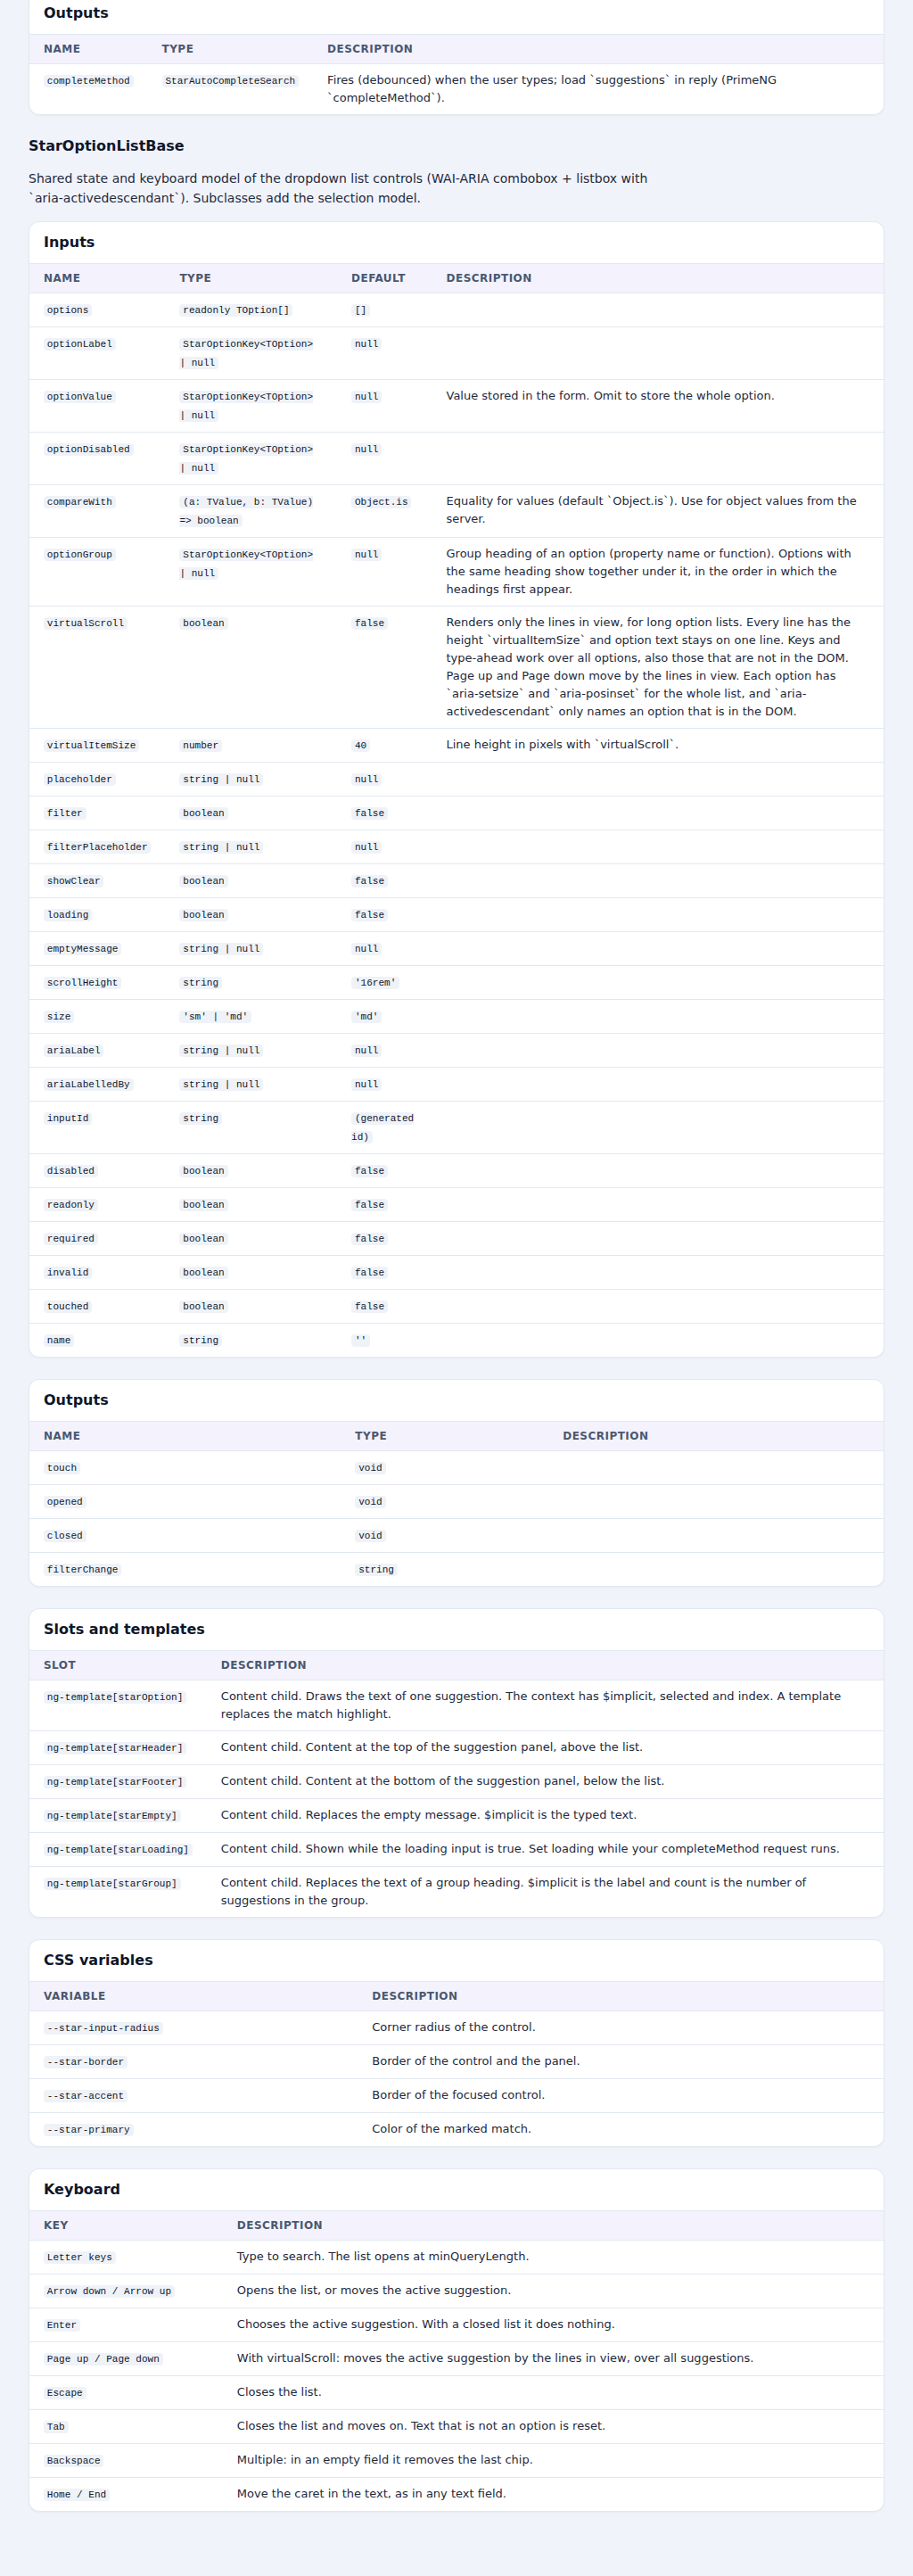 Outputs
NAME TYPE DESCRIPTION
completeMethod StarAutoCompleteSearch Fires (debounced) when the user types; load `suggestions` in reply (PrimeNG
`completeMethod`).
StarOptionListBase
Shared state and keyboard model of the dropdown list controls (WAI-ARIA combobox + listbox with
`aria-activedescendant`). Subclasses add the selection model.
Inputs
NAME TYPE DEFAULT DESCRIPTION
options readonly TOption[] []
optionLabel StarOptionKey<TOption> null
| null
optionValue StarOptionKey<TOption> null Value stored in the form. Omit to store the whole option.
| null
optionDisabled StarOptionKey<TOption> null
| null
compareWith (a: TValue, b: TValue) Object.is Equality for values (default `Object.is`). Use for object values from the
=> boolean server.
optionGroup StarOptionKey<TOption> null Group heading of an option (property name or function). Options with
| null the same heading show together under it, in the order in which the
headings first appear.
virtualScroll boolean false Renders only the lines in view, for long option lists. Every line has the
height `virtualItemSize` and option text stays on one line. Keys and
type-ahead work over all options, also those that are not in the DOM.
Page up and Page down move by the lines in view. Each option has
`aria-setsize` and `aria-posinset` for the whole list, and `aria-
activedescendant` only names an option that is in the DOM.
virtualItemSize number 40 Line height in pixels with `virtualScroll`.
placeholder string | null null
filter boolean false
filterPlaceholder string | null null
showClear boolean false
loading boolean false
emptyMessage string | null null
scrollHeight string '16rem'
size 'sm' | 'md' 'md'
ariaLabel string | null null
ariaLabelledBy string | null null
inputId string (generated
id)
disabled boolean false
readonly boolean false
required boolean false
invalid boolean false
touched boolean false
name string ''
Outputs
NAME TYPE DESCRIPTION
touch void
opened void
closed void
filterChange string
Slots and templates
SLOT DESCRIPTION
ng-template[starOption] Content child. Draws the text of one suggestion. The context has $implicit, selected and index. A template
replaces the match highlight.
ng-template[starHeader] Content child. Content at the top of the suggestion panel, above the list.
ng-template[starFooter] Content child. Content at the bottom of the suggestion panel, below the list.
ng-template[starEmpty] Content child. Replaces the empty message. $implicit is the typed text.
ng-template[starLoading] Content child. Shown while the loading input is true. Set loading while your completeMethod request runs.
ng-template[starGroup] Content child. Replaces the text of a group heading. $implicit is the label and count is the number of
suggestions in the group.
CSS variables
VARIABLE DESCRIPTION
--star-input-radius Corner radius of the control.
--star-border Border of the control and the panel.
--star-accent Border of the focused control.
--star-primary Color of the marked match.
Keyboard
KEY DESCRIPTION
Letter keys Type to search. The list opens at minQueryLength.
Arrow down / Arrow up Opens the list, or moves the active suggestion.
Enter Chooses the active suggestion. With a closed list it does nothing.
Page up / Page down With virtualScroll: moves the active suggestion by the lines in view, over all suggestions.
Escape Closes the list.
Tab Closes the list and moves on. Text that is not an option is reset.
Backspace Multiple: in an empty field it removes the last chip.
Home / End Move the caret in the text, as in any text field.